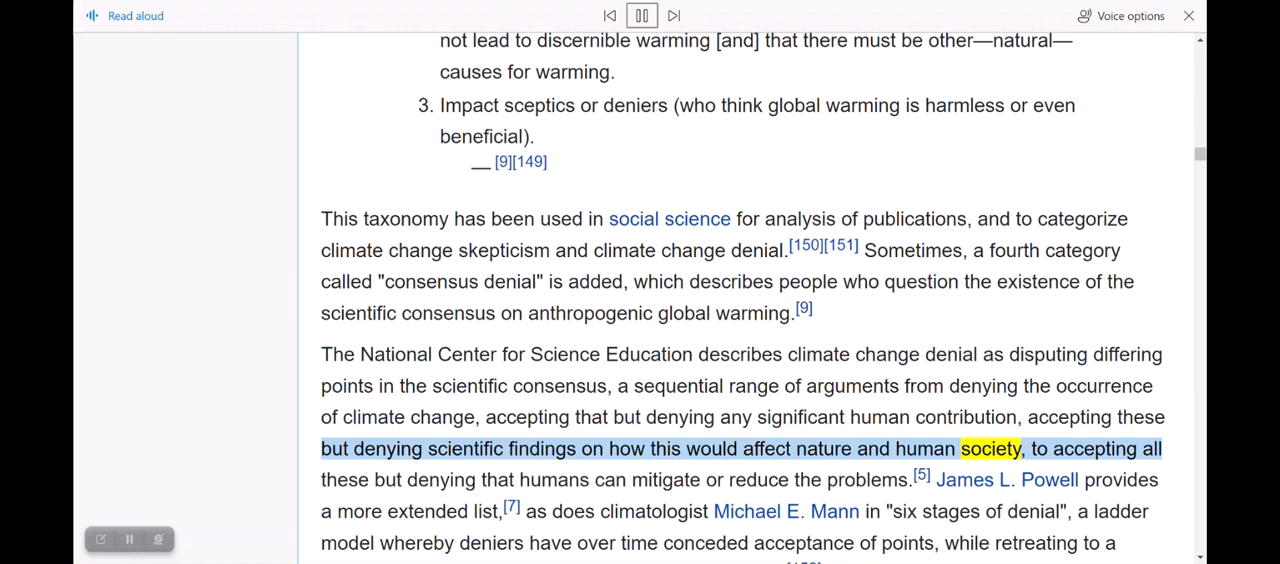 Read aloud
Voice options
not lead to discernible warming [and] that there must be other—natural—
causes for warming.
3. Impact sceptics or deniers (who think global warming is harmless or even
beneficial).
— [9][149]
This taxonomy has been used in social science for analysis of publications, and to categorize
climate change skepticism and climate change denial.[150][151] Sometimes, a fourth category
called "consensus denial" is added, which describes people who question the existence of the
scientific consensus on anthropogenic global warming.[9]
The National Center for Science Education describes climate change denial as disputing differing
points in the scientific consensus, a sequential range of arguments from denying the occurrence
of climate change, accepting that but denying any significant human contribution, accepting these
but denying scientific findings on how this would affect nature and human society, to accepting all
these but denying that humans can mitigate or reduce the problems.[5] James L. Powell provides
a more extended list,[7] as does climatologist Michael E. Mann in "six stages of denial", a ladder
model whereby deniers have over time conceded acceptance of points, while retreating to a